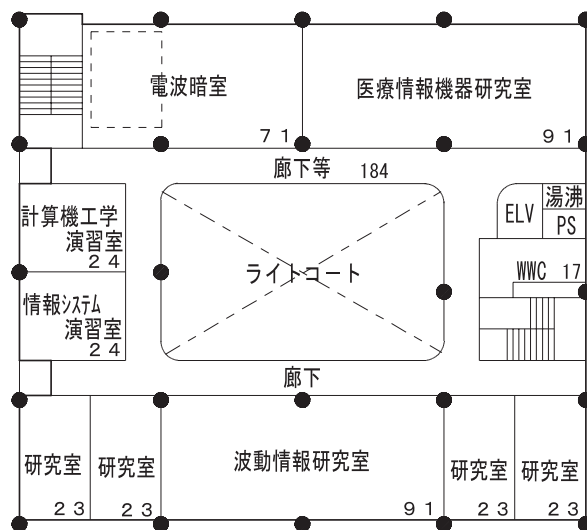 電波暗室
71
医療情報機器研究室
91
廊下等 184
計算機工学
演習室
24
情報システム
演習室
24
ライトコート
ELV
湯沸
PS
WWC 17
廊下
研究室
23
研究室
23
波動情報研究室
91
研究室
23
研究室
23